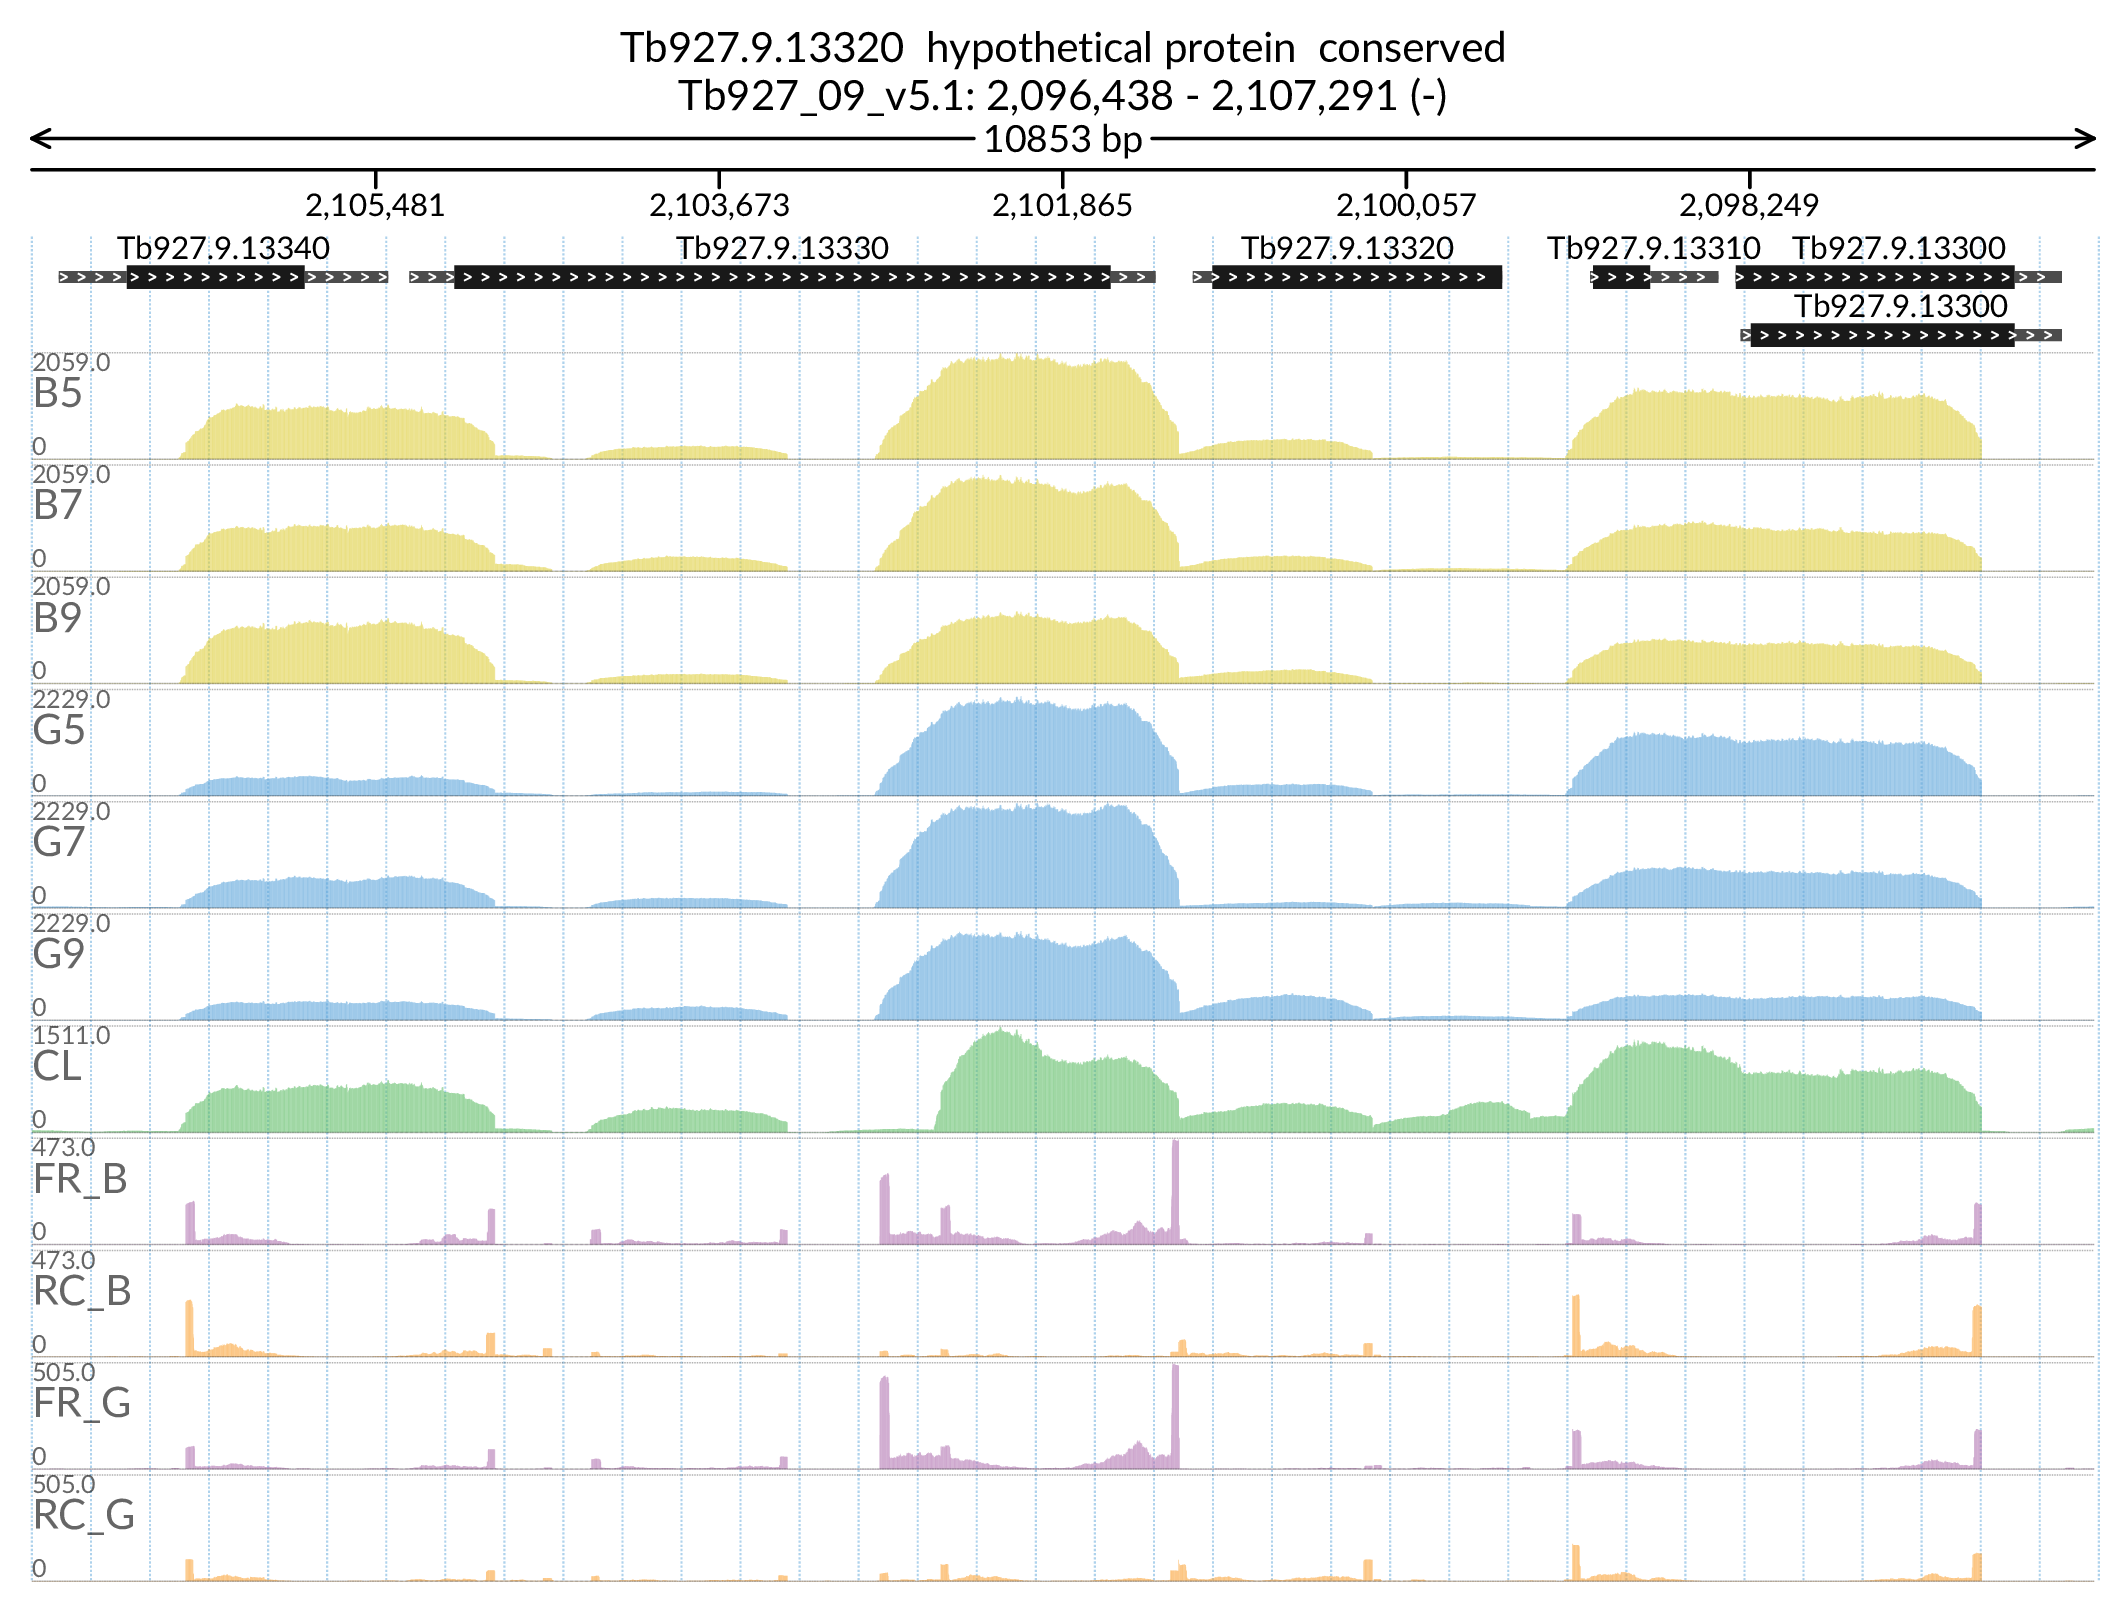 Tb927.9.13320  hypothetical protein  conserved
Tb927_09_v5.1: 2,096,438 - 2,107,291 (-)
10853 bp
2,105,481 2,103,673 2,101,865 2,100,057 2,098,249
Tb927.9.13340 Tb927.9.13330 Tb927.9.13320 Tb927.9.13310 Tb927.9.13300
Tb927.9.13300
2059.0
B5
0
2059.0
B7
0
2059.0
B9
0
2229.0
G5
0
2229.0
G7
0
2229.0
G9
0
1511.0
CL
0
473.0
FR_B
0
473.0
RC_B
0
505.0
FR_G
0
505.0
RC_G
0